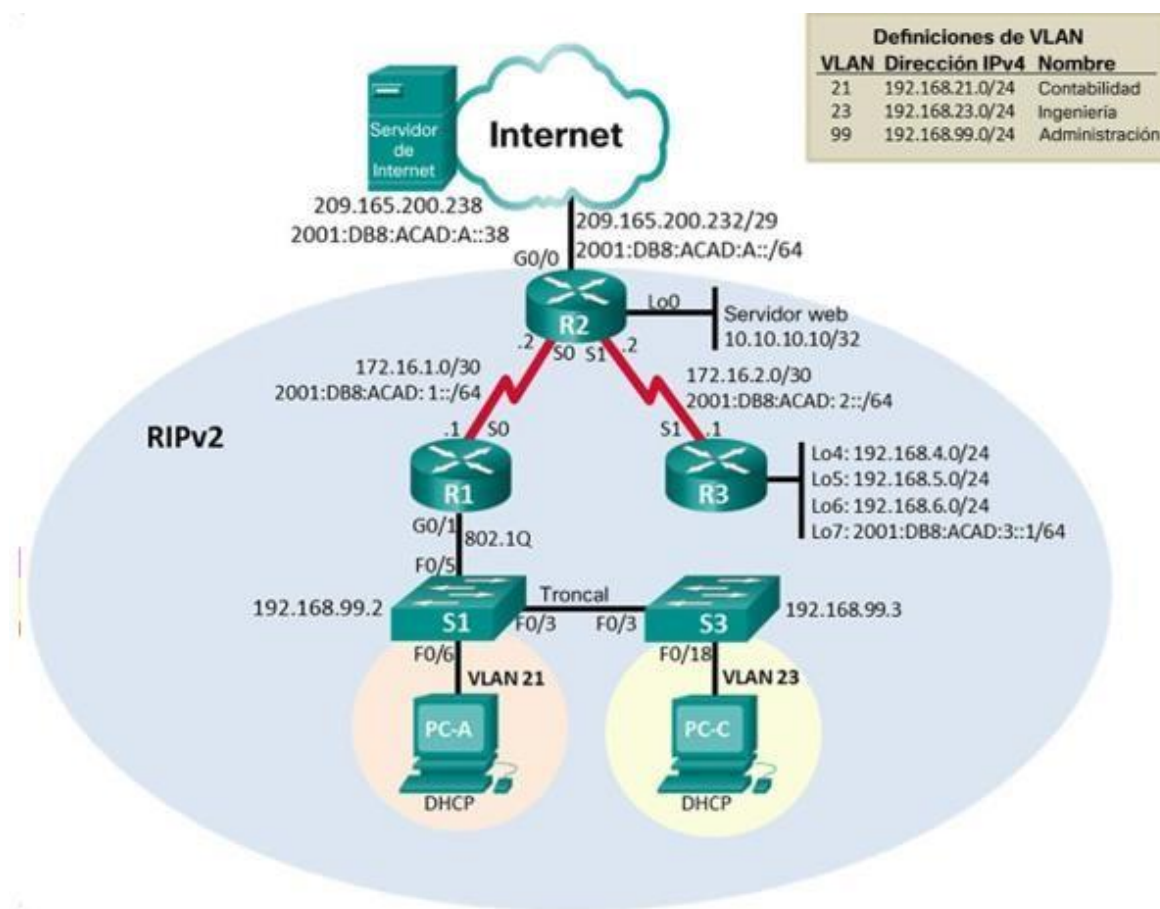 Definiciones de VLAN
VLAN Dirección IPv4 Nombre
21 192.168.21.0/24 Contabilidad
23 192.168.23.0/24 Ingeniería
99 192.168.99.0/24 Administración
Servidor
de
Internet
Internet
209.165.200.238
2001:DB8:ACAD:A::38
209.165.200.232/29
2001:DB8:ACAD:A::/64
G0/0
R2
Lo0
Servidor web
10.10.10.10/32
.2
S0
S1
.2
172.16.1.0/30
2001:DB8:ACAD: 1::/64
172.16.2.0/30
2001:DB8:ACAD: 2::/64
RIPv2
.1
S0
S1
.1
R1
R3
Lo4: 192.168.4.0/24
Lo5: 192.168.5.0/24
Lo6: 192.168.6.0/24
Lo7: 2001:DB8:ACAD:3::1/64
G0/1
802.1Q
F0/5
Troncal
192.168.99.2
S1
F0/3
F0/3
S3
192.168.99.3
F0/6
F0/18
VLAN 21
VLAN 23
PC-A
PC-C
DHCP
DHCP